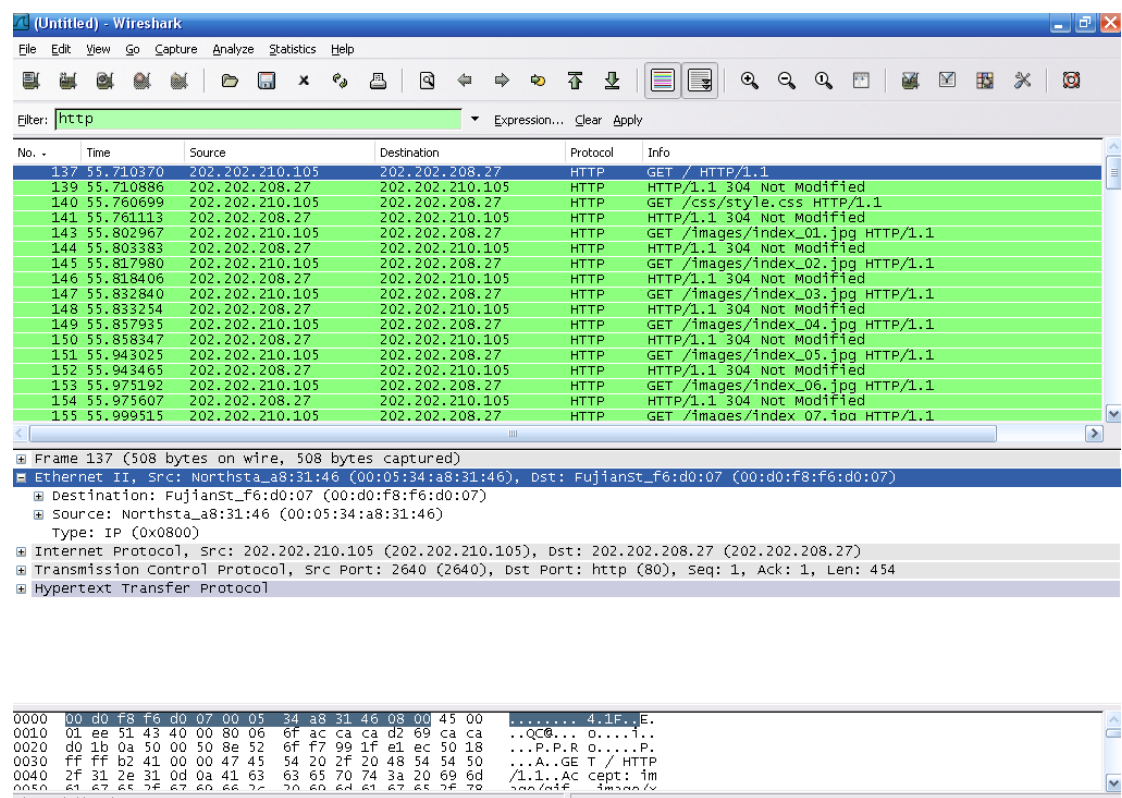 (Untitled) - Wireshark
File Edit View Go Capture Analyze Statistics Help
Filter: http Expression... Clear Apply
No. Time Source Destination Protocol Info
137 55.710370 202.202.210.105 202.202.208.27 HTTP GET / HTTP/1.1
139 55.710886 202.202.208.27 202.202.210.105 HTTP HTTP/1.1 304 Not Modified
140 55.760699 202.202.210.105 202.202.208.27 HTTP GET /css/style.css HTTP/1.1
141 55.761113 202.202.208.27 202.202.210.105 HTTP HTTP/1.1 304 Not Modified
143 55.802967 202.202.210.105 202.202.208.27 HTTP GET /images/index_01.jpg HTTP/1.1
144 55.803383 202.202.208.27 202.202.210.105 HTTP HTTP/1.1 304 Not Modified
145 55.817980 202.202.210.105 202.202.208.27 HTTP GET /images/index_02.jpg HTTP/1.1
146 55.818406 202.202.208.27 202.202.210.105 HTTP HTTP/1.1 304 Not Modified
147 55.832840 202.202.210.105 202.202.208.27 HTTP GET /images/index_03.jpg HTTP/1.1
148 55.833254 202.202.208.27 202.202.210.105 HTTP HTTP/1.1 304 Not Modified
149 55.857935 202.202.210.105 202.202.208.27 HTTP GET /images/index_04.jpg HTTP/1.1
150 55.858347 202.202.208.27 202.202.210.105 HTTP HTTP/1.1 304 Not Modified
151 55.943025 202.202.210.105 202.202.208.27 HTTP GET /images/index_05.jpg HTTP/1.1
152 55.943465 202.202.208.27 202.202.210.105 HTTP HTTP/1.1 304 Not Modified
153 55.975192 202.202.210.105 202.202.208.27 HTTP GET /images/index_06.jpg HTTP/1.1
154 55.975607 202.202.208.27 202.202.210.105 HTTP HTTP/1.1 304 Not Modified
155 55.999515 202.202.210.105 202.202.208.27 HTTP GET /images/index_07.jpg HTTP/1.1
Frame 137 (508 bytes on wire, 508 bytes captured)
Ethernet II, Src: Northsta_a8:31:46 (00:05:34:a8:31:46), Dst: FujianSt_f6:d0:07 (00:d0:f8:f6:d0:07)
Destination: FujianSt_f6:d0:07 (00:d0:f8:f6:d0:07)
Source: Northsta_a8:31:46 (00:05:34:a8:31:46)
Type: IP (0x0800)
Internet Protocol, Src: 202.202.210.105 (202.202.210.105), Dst: 202.202.208.27 (202.202.208.27)
Transmission Control Protocol, Src Port: 2640 (2640), Dst Port: http (80), Seq: 1, Ack: 1, Len: 454
Hypertext Transfer Protocol
0000 00 d0 f8 f6 d0 07 00 05 34 a8 31 46 08 00 45 00 ........ 4.1F..E.
0010 01 ee 51 43 40 00 80 06 6f ac ca ca d2 69 ca ca ..QC@... o....i..
0020 d0 1b 0a 50 00 50 8e 52 6f f7 99 1f e1 ec 50 18 ...P.P.R o.....P.
0030 ff ff b2 41 00 00 47 45 54 20 2f 20 48 54 54 50 ...A..GE T / HTTP
0040 2f 31 2e 31 0d 0a 41 63 63 65 70 74 3a 20 69 6d /1.1..Ac cept: im
0050 61 67 65 2f 67 69 66 2c 20 69 6d 61 67 65 2f 78 age/gif, image/x